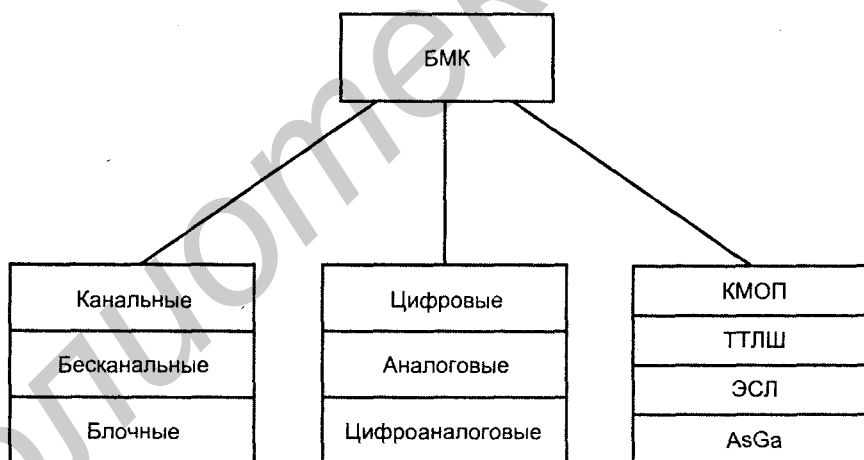 БМК
Канальные
Бесканальные
Блочные
Цифровые
Аналоговые
Цифроаналоговые
КМОП
ТТЛШ
ЭСЛ
AsGa